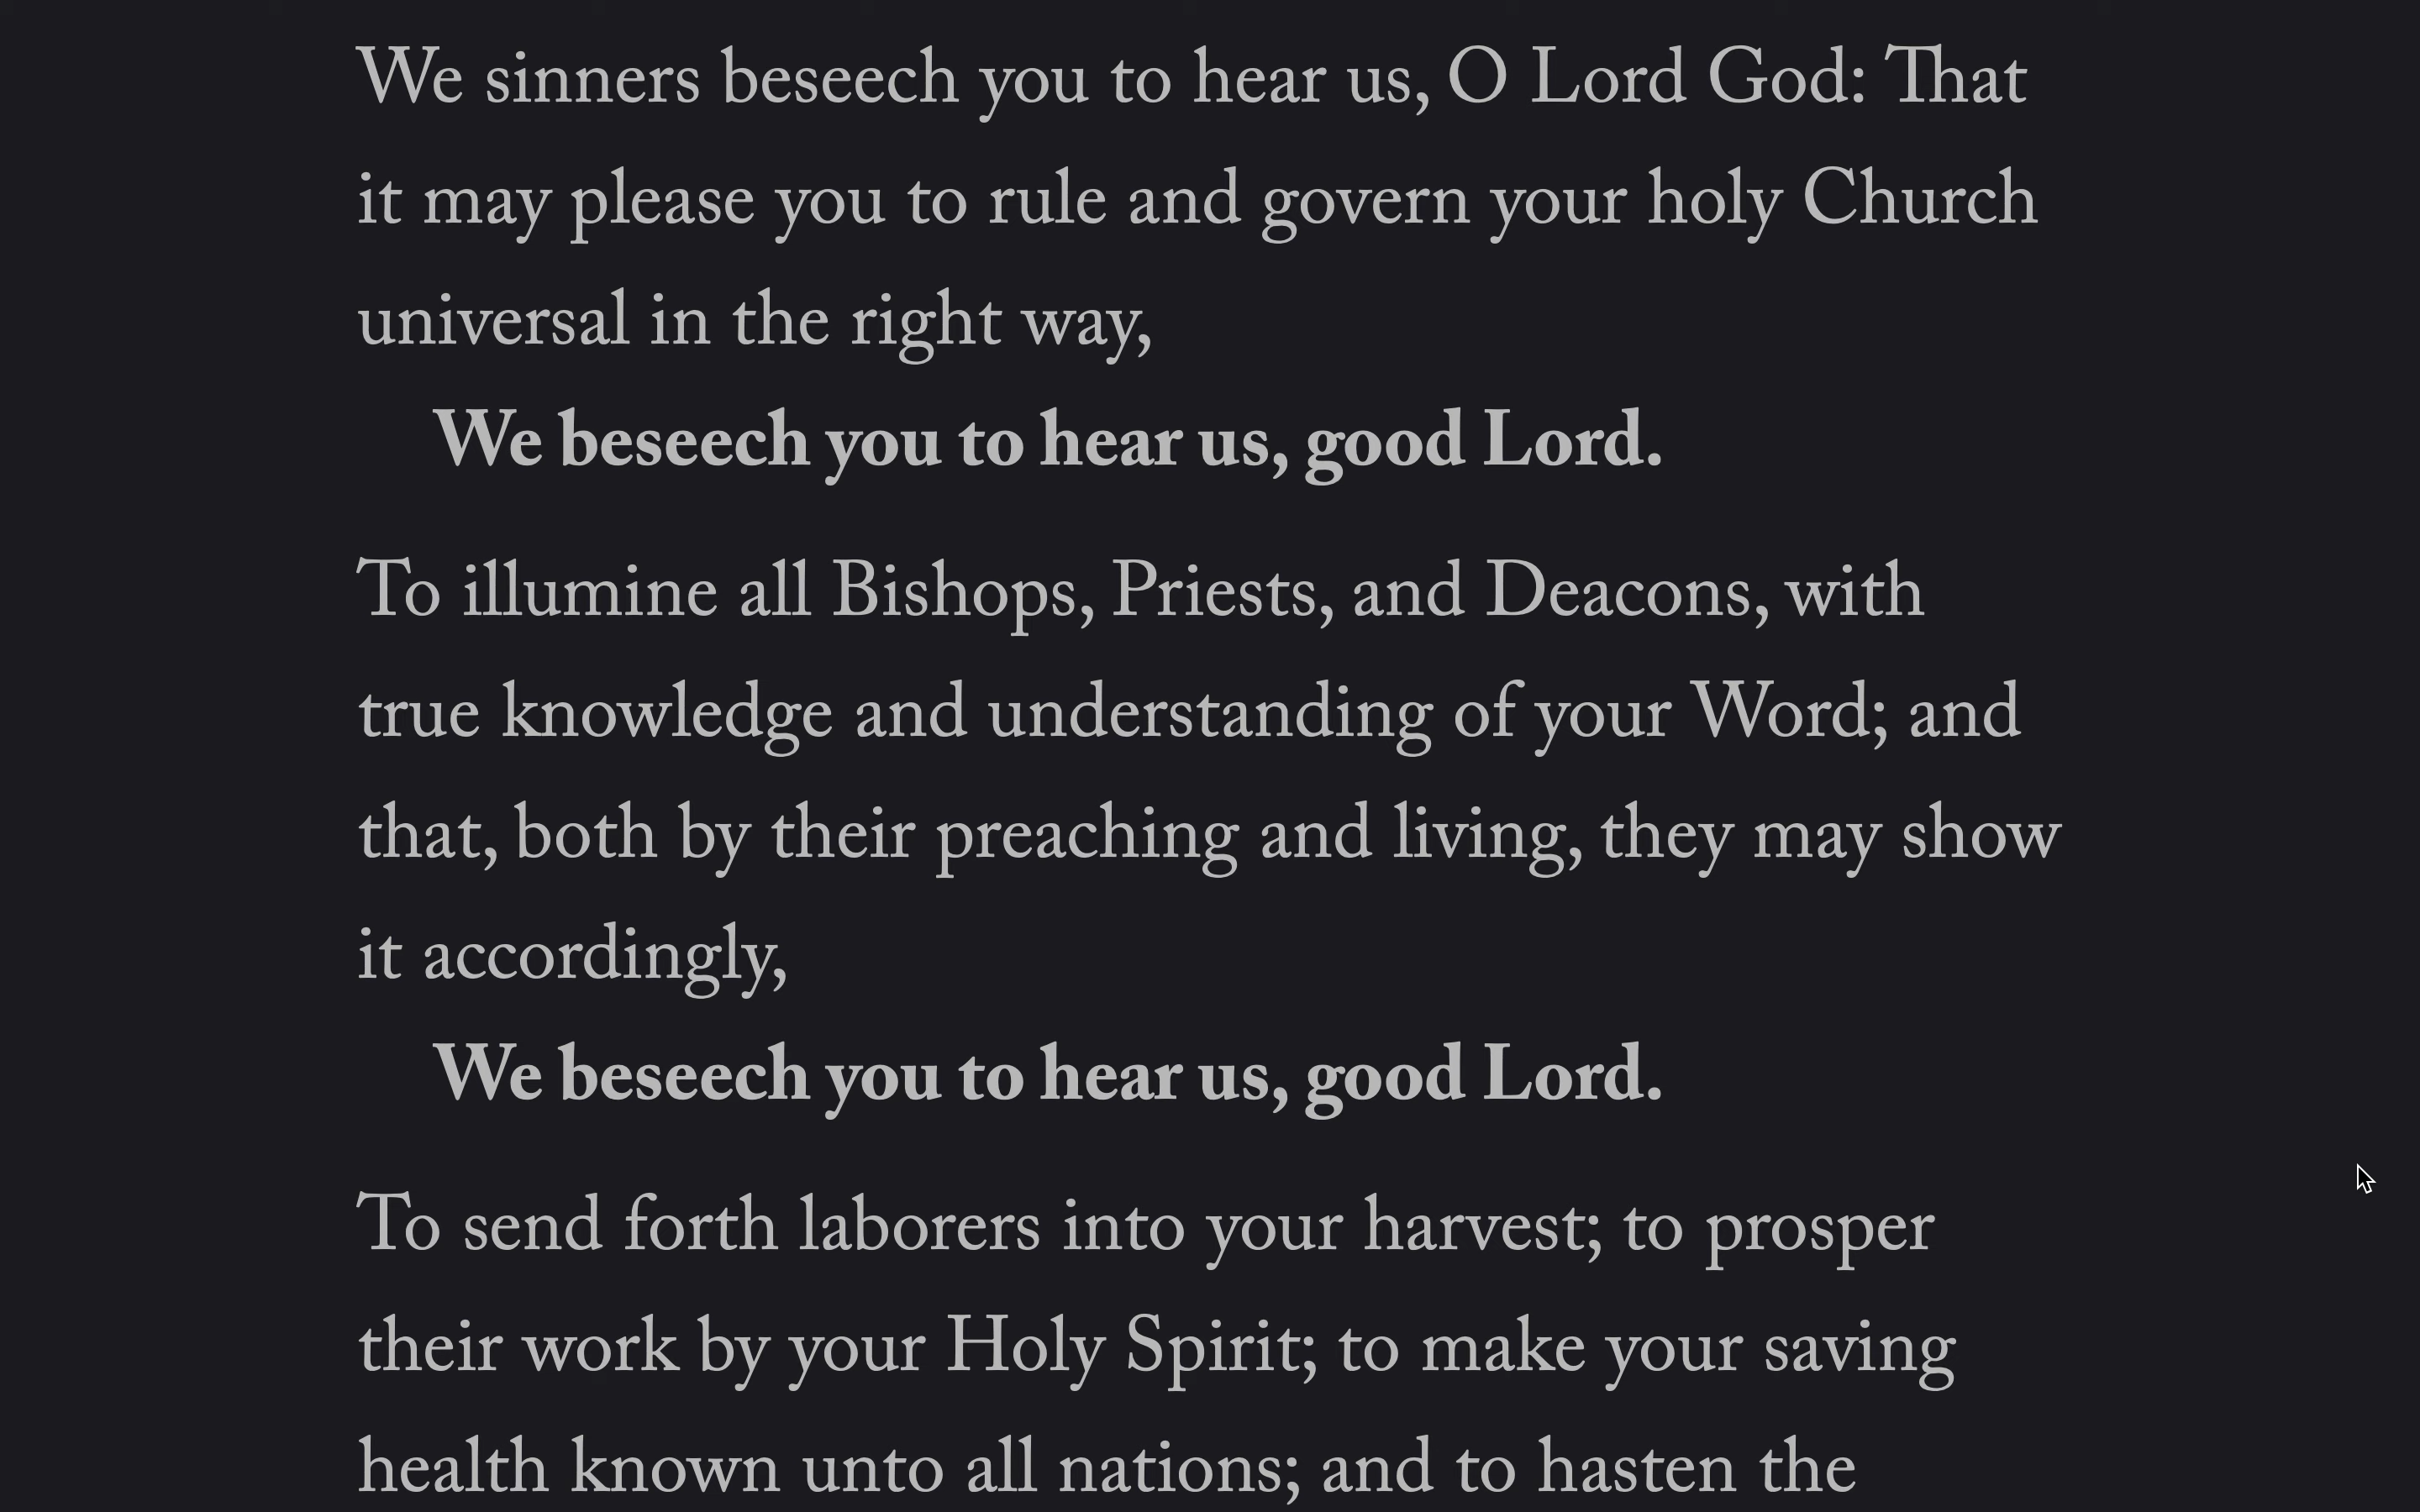 We sinners beseech you to hear us, O Lord God: That
it may please you to rule and govern your holy Church
universal in the right way,
We beseech you to hear us, good Lord.
To illumine all Bishops, Priests, and Deacons, with
true knowledge and understanding of your Word; and
that, both by their preaching and living, they may show
it accordingly,
We beseech you to hear us, good Lord.
To send forth laborers into your harvest; to prosper
their work by your Holy Spirit; to make your saving
health known unto all nations; and to hasten the